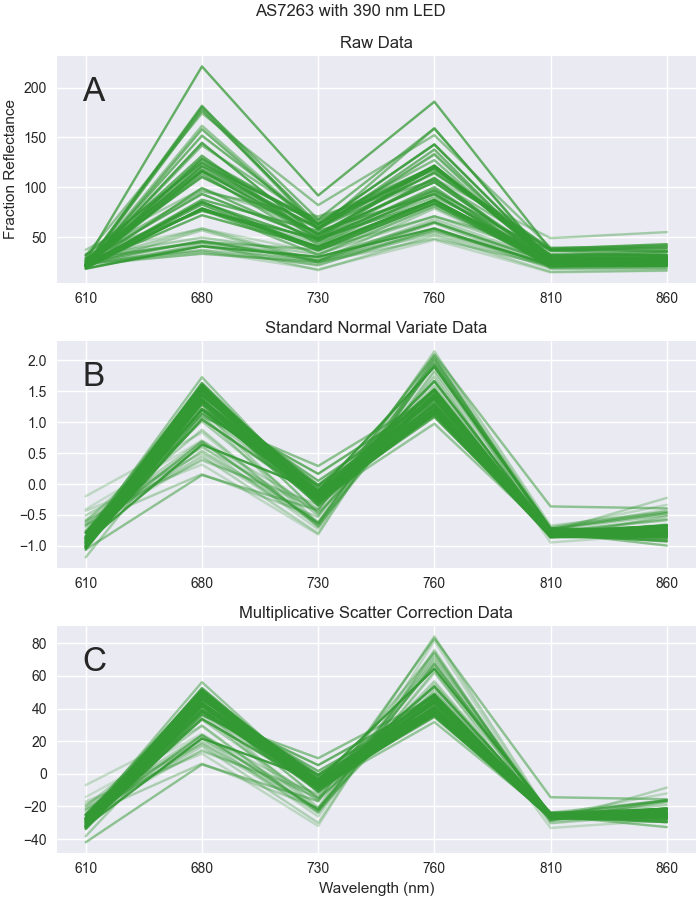 AS7263 with 390 nm LED
Raw Data
A
Fraction Reflectance
200
150
100
50
610 680 730 760 810 860
Standard Normal Variate Data
B
2.0
1.5
1.0
0.5
0.0
−0.5
−1.0
610 680 730 760 810 860
Multiplicative Scatter Correction Data
C
80
60
40
20
0
−20
−40
610 680 730 760 810 860
Wavelength (nm)